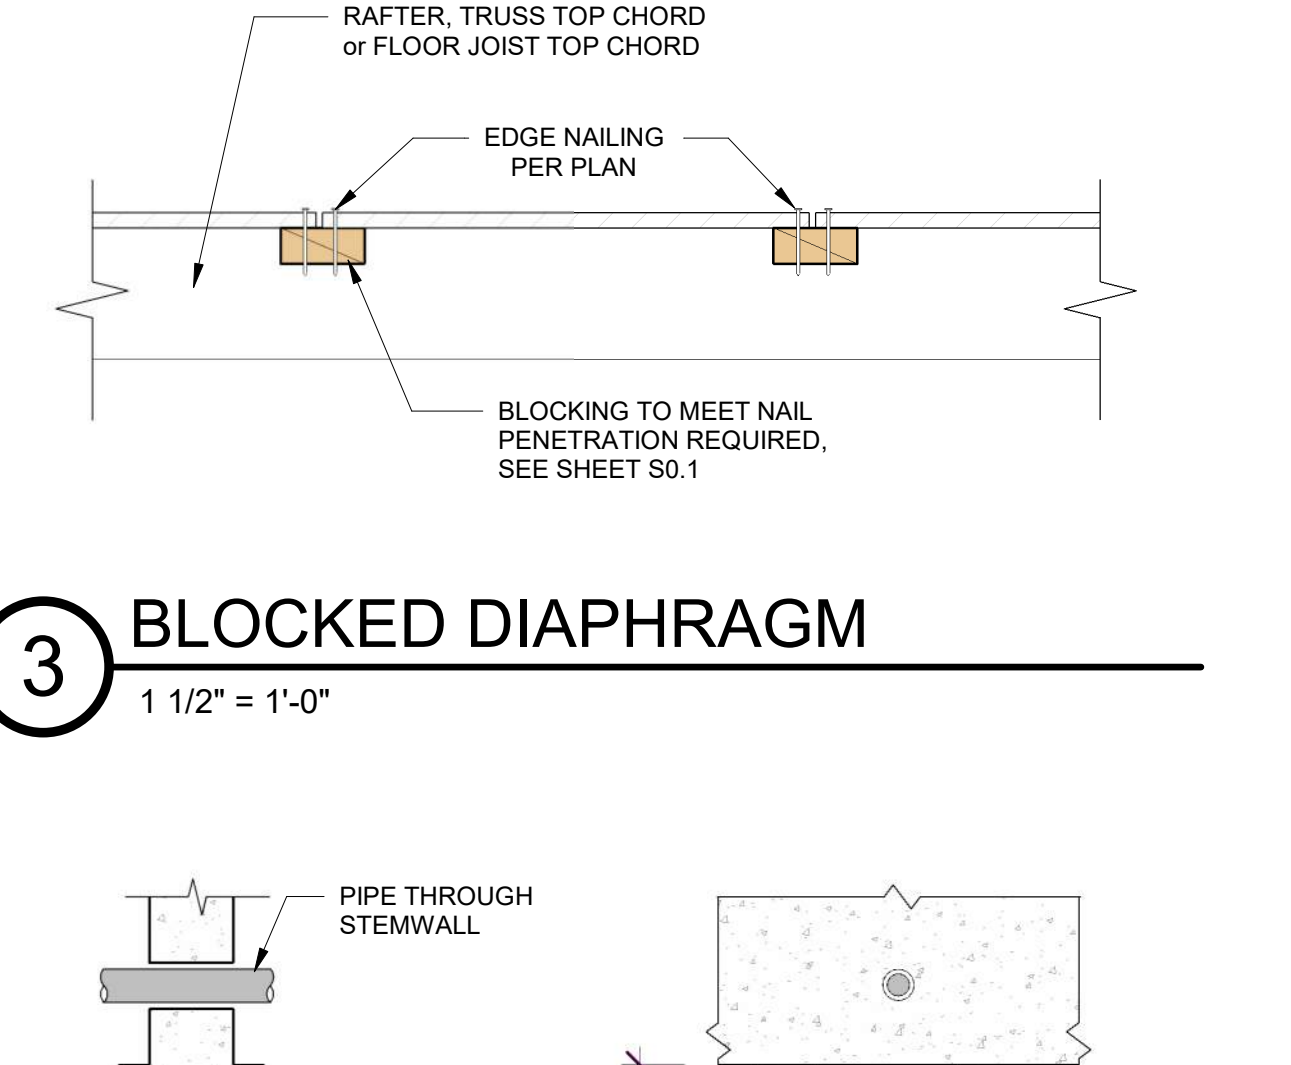 RAFTER, TRUSS TOP CHORD
or FLOOR JOIST TOP CHORD
EDGE NAILING
PER PLAN
BLOCKING TO MEET NAIL
PENETRATION REQUIRED,
SEE SHEET S0.1
3
BLOCKED DIAPHRAGM
1 1/2" = 1'-0"
PIPE THROUGH
STEMWALL